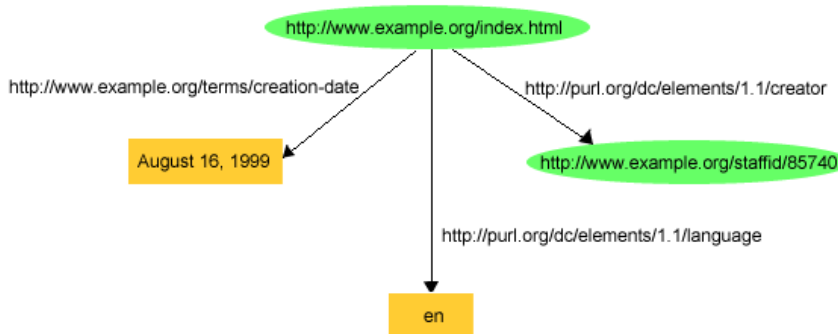 http://www.example.org/index.html
http://www.example.org/terms/creation-date
http://purl.org/dc/elements/1.1/creator
August 16, 1999
http://www.example.org/staffid/85740
http://purl.org/dc/elements/1.1/language
en